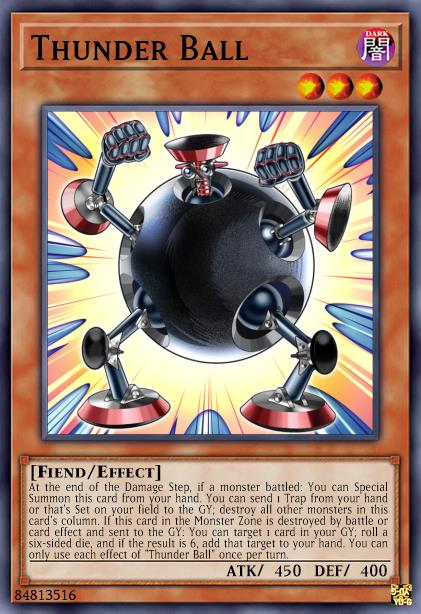 THUNDER BALL
DARK
闇
[FIEND/EFFECT]
At the end of the Damage Step, if a monster battled: You can Special
Summon this card from your hand. You can send 1 Trap from your hand
or that's Set on your field to the GY; destroy all other monsters in this
card's column. If this card in the Monster Zone is destroyed by battle or
card effect and sent to the GY: You can target 1 card in your GY; roll a
six-sided die, and if the result is 6, add that target to your hand. You can
only use each effect of "Thunder Ball" once per turn.
ATK/ 450 DEF/ 400
84813516